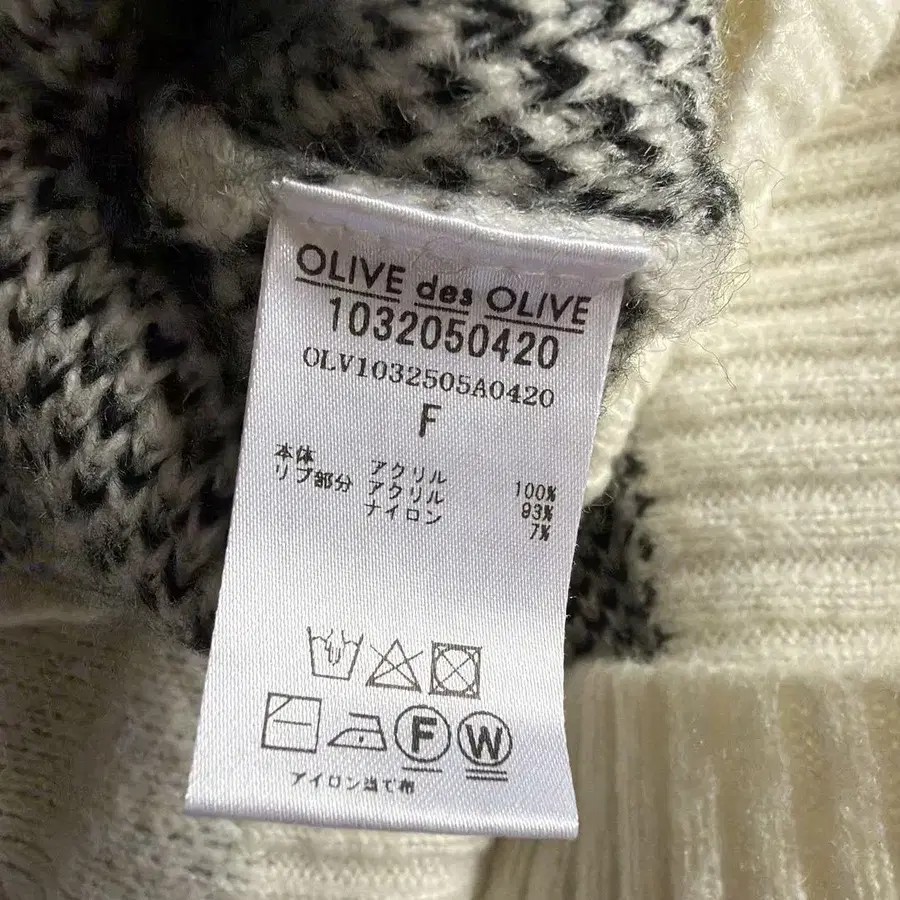 OLIVE des OLIVE
1032050420
OLV1032505A0420
F
本体 アクリル 100%
リブ部分 アクリル 93%
ナイロン 7%
F W
アイロン当て布